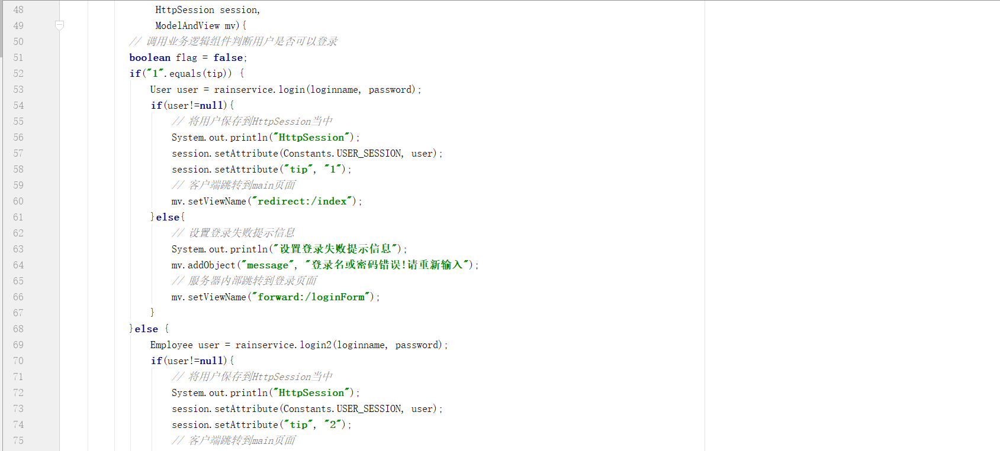 48 HttpSession session,
49 ModelAndView mv){
50 // 调用业务逻辑组件判断用户是否可以登录
51 boolean flag = false;
52 if("1".equals(tip)) {
53 User user = rainservice.login(loginname, password);
54 if(user!=null){
55 // 将用户保存到HttpSession当中
56 System.out.println("HttpSession");
57 session.setAttribute(Constants.USER_SESSION, user);
58 session.setAttribute("tip", "1");
59 // 客户端跳转到main页面
60 mv.setViewName("redirect:/index");
61 }else{
62 // 设置登录失败提示信息
63 System.out.println("设置登录失败提示信息");
64 mv.addObject("message", "登录名或密码错误!请重新输入");
65 // 服务器内部跳转到登录页面
66 mv.setViewName("forward:/loginForm");
67 }
68 }else {
69 Employee user = rainservice.login2(loginname, password);
70 if(user!=null){
71 // 将用户保存到HttpSession当中
72 System.out.println("HttpSession");
73 session.setAttribute(Constants.USER_SESSION, user);
74 session.setAttribute("tip", "2");
75 // 客户端跳转到main页面